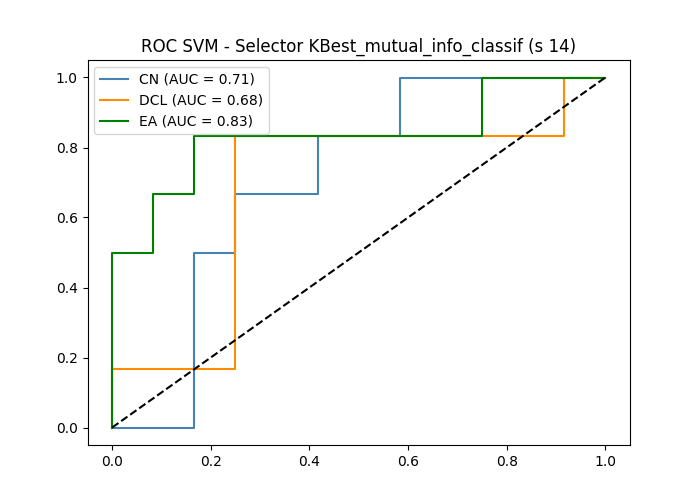 ROC SVM - Selector KBest_mutual_info_classif (s 14)
CN (AUC = 0.71)
DCL (AUC = 0.68)
EA (AUC = 0.83)
1.0
0.8
0.6
0.4
0.2
0.0
0.0 0.2 0.4 0.6 0.8 1.0